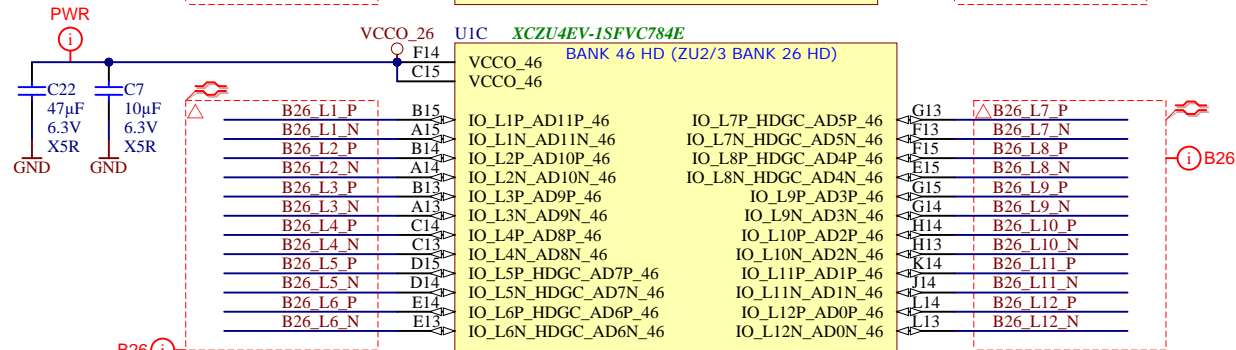 PWR
i
VCCO_26 U1C XCZU4EV-1SFVC784E
BANK 46 HD (ZU2/3 BANK 26 HD)
F14 VCCO_46
C15 VCCO_46
C22
47µF
6.3V
X5R
GND
C7
10µF
6.3V
X5R
GND
B26_L1_P B15 IO_L1P_AD11P_46 IO_L7P_HDGC_AD5P_46 G13 B26_L7_P
B26_L1_N A15 IO_L1N_AD11N_46 IO_L7N_HDGC_AD5N_46 F13 B26_L7_N
B26_L2_P B14 IO_L2P_AD10P_46 IO_L8P_HDGC_AD4P_46 F15 B26_L8_P
B26_L2_N A14 IO_L2N_AD10N_46 IO_L8N_HDGC_AD4N_46 E15 B26_L8_N
B26_L3_P B13 IO_L3P_AD9P_46 IO_L9P_AD3P_46 G15 B26_L9_P
B26_L3_N A13 IO_L3N_AD9N_46 IO_L9N_AD3N_46 G14 B26_L9_N
B26_L4_P C14 IO_L4P_AD8P_46 IO_L10P_AD2P_46 H14 B26_L10_P
B26_L4_N C13 IO_L4N_AD8N_46 IO_L10N_AD2N_46 H13 B26_L10_N
B26_L5_P D15 IO_L5P_HDGC_AD7P_46 IO_L11P_AD1P_46 K14 B26_L11_P
B26_L5_N D14 IO_L5N_HDGC_AD7N_46 IO_L11N_AD1N_46 J14 B26_L11_N
B26_L6_P E14 IO_L6P_HDGC_AD6P_46 IO_L12P_AD0P_46 L14 B26_L12_P
B26_L6_N E13 IO_L6N_HDGC_AD6N_46 IO_L12N_AD0N_46 L13 B26_L12_N
i B26
B26 i